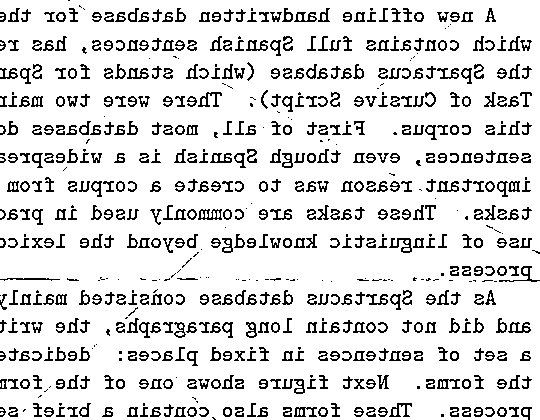 A new offline handwritten database for the
which contains full Spanish sentences, has re
the Spartacus database (which stands for Span
Task of Cursive Script). There were two main
this corpus. First of all, most databases do
sentences, even though Spanish is a widesprea
important reason was to create a corpus from
tasks. These tasks are commonly used in prac
use of linguistic knowledge beyond the lexico
process.
As the Spartacus database consisted mainly
and did not contain long paragraphs, the writ
a set of sentences in fixed places: dedicate
the forms. Next figure shows one of the form
process. These forms also contain a brief se